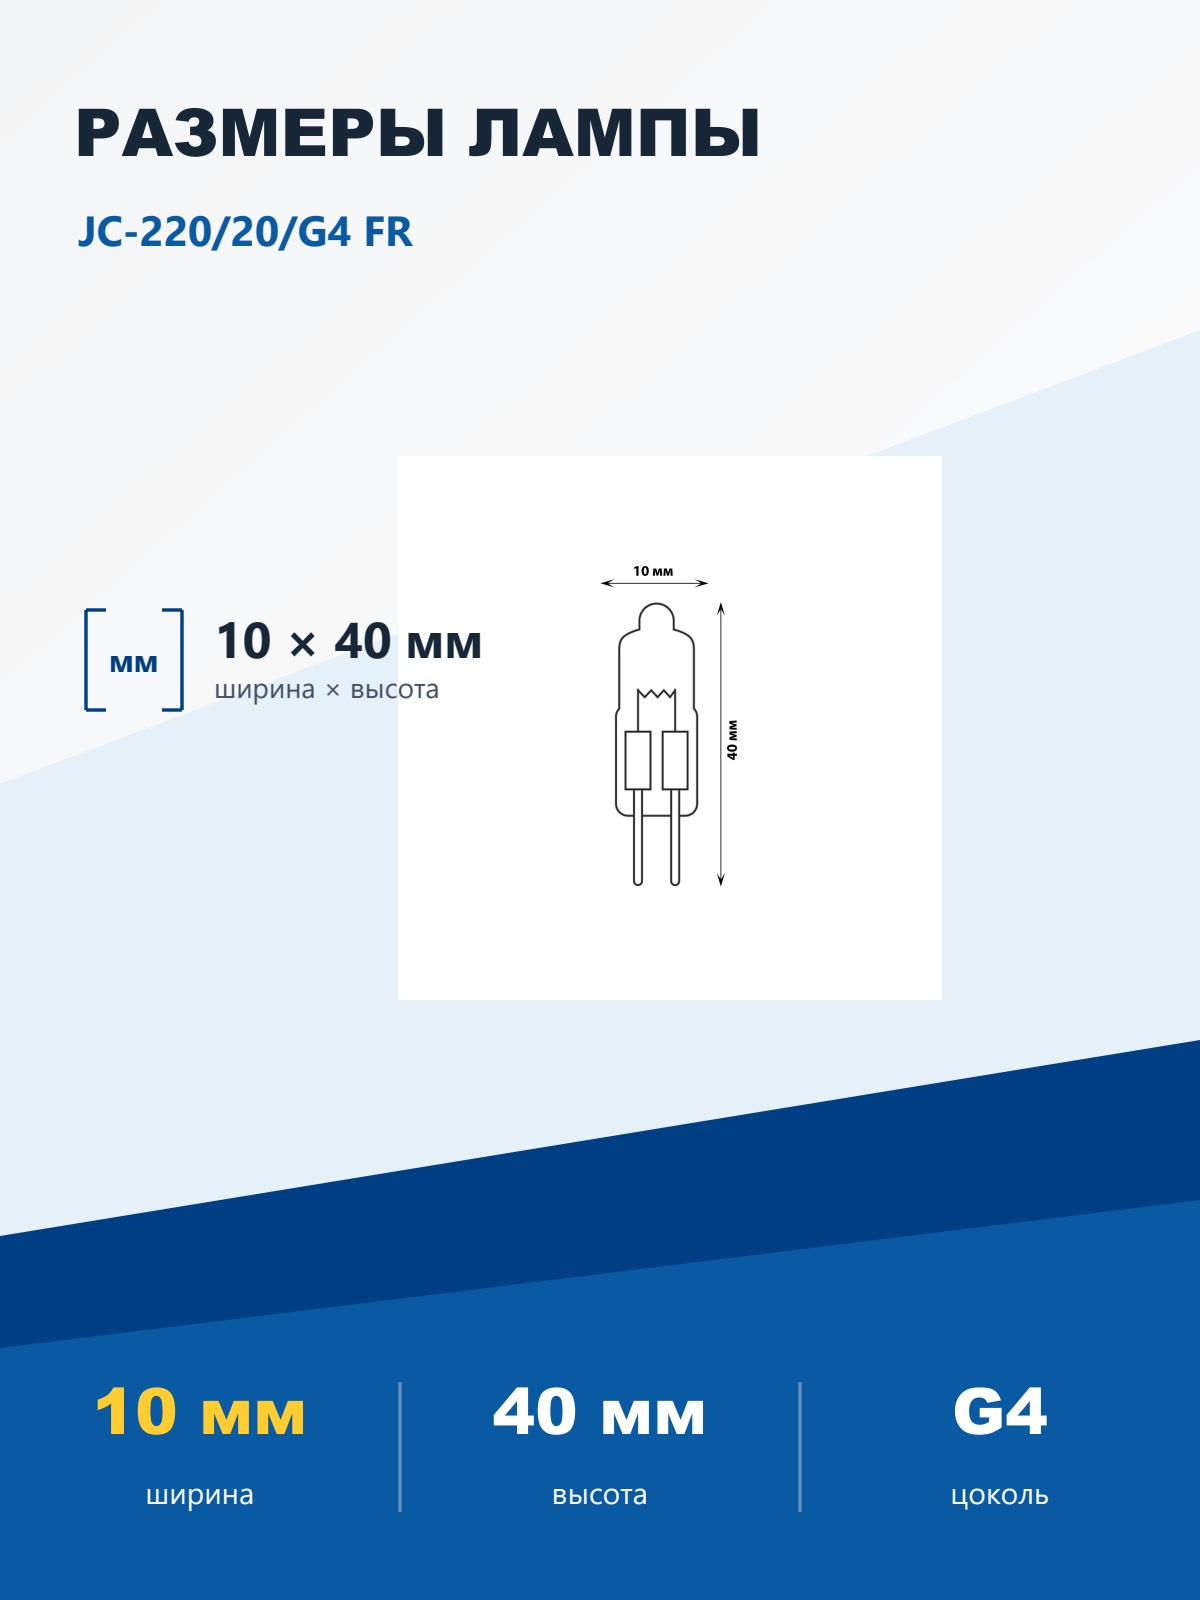 РАЗМЕРЫ ЛАМПЫ
JC-220/20/G4 FR
10 мм
40 мм
мм
10 × 40 мм
ширина × высота
10 мм
ширина
40 мм
высота
G4
цоколь